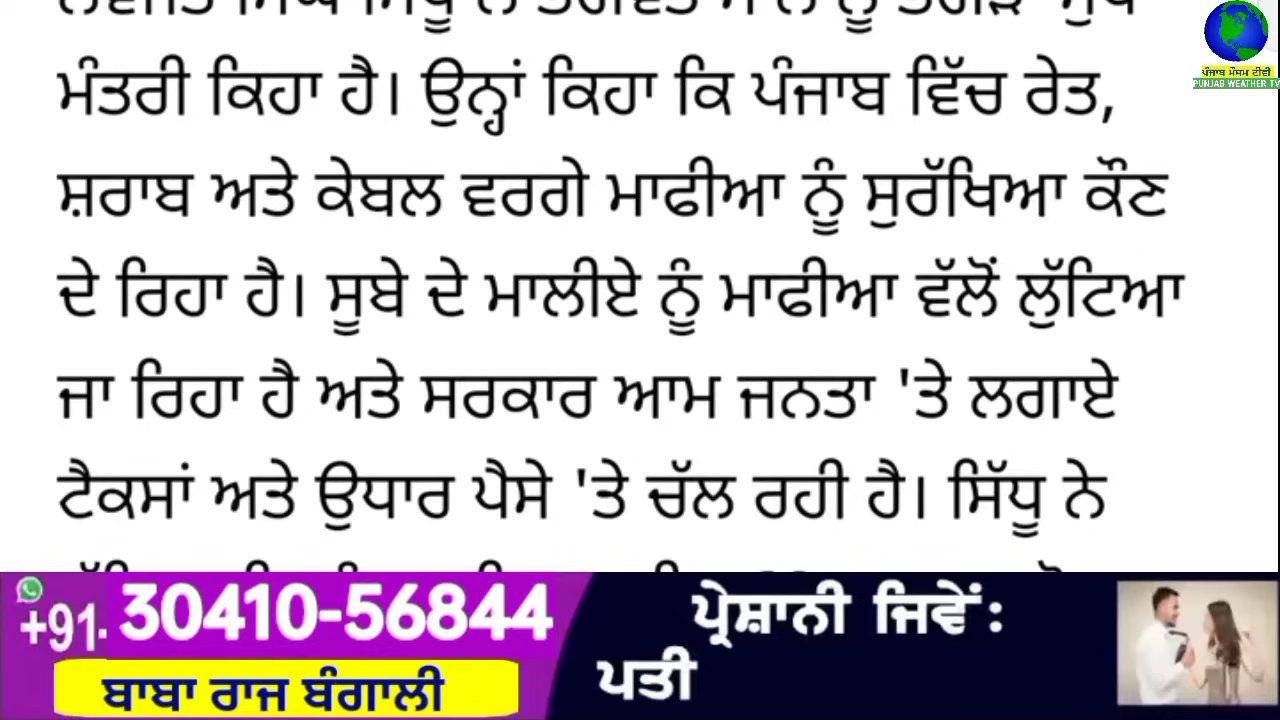 ਮੰਤਰੀ ਕਿਹਾ ਹੈ। ਉਨ੍ਹਾਂ ਕਿਹਾ ਕਿ ਪੰਜਾਬ ਵਿੱਚ ਰੇਤ,
ਸ਼ਰਾਬ ਅਤੇ ਕੇਬਲ ਵਰਗੇ ਮਾਫੀਆ ਨੂੰ ਸੁਰੱਖਿਆ ਕੌਣ
ਦੇ ਰਿਹਾ ਹੈ। ਸੂਬੇ ਦੇ ਮਾਲੀਏ ਨੂੰ ਮਾਫੀਆ ਵੱਲੋਂ ਲੁੱਟਿਆ
ਜਾ ਰਿਹਾ ਹੈ ਅਤੇ ਸਰਕਾਰ ਆਮ ਜਨਤਾ 'ਤੇ ਲਗਾਏ
ਟੈਕਸਾਂ ਅਤੇ ਉਧਾਰ ਪੈਸੇ 'ਤੇ ਚੱਲ ਰਹੀ ਹੈ। ਸਿੱਧੂ ਨੇ
ਪੰਜਾਬ ਮੌਸਮ ਟੀਵੀ
PUNJAB WEATHER TV
+91-30410-56844
ਬਾਬਾ ਰਾਜ ਬੰਗਾਲੀ
ਪ੍ਰੇਸ਼ਾਨੀ ਜਿਵੇਂ:
ਪਤੀ